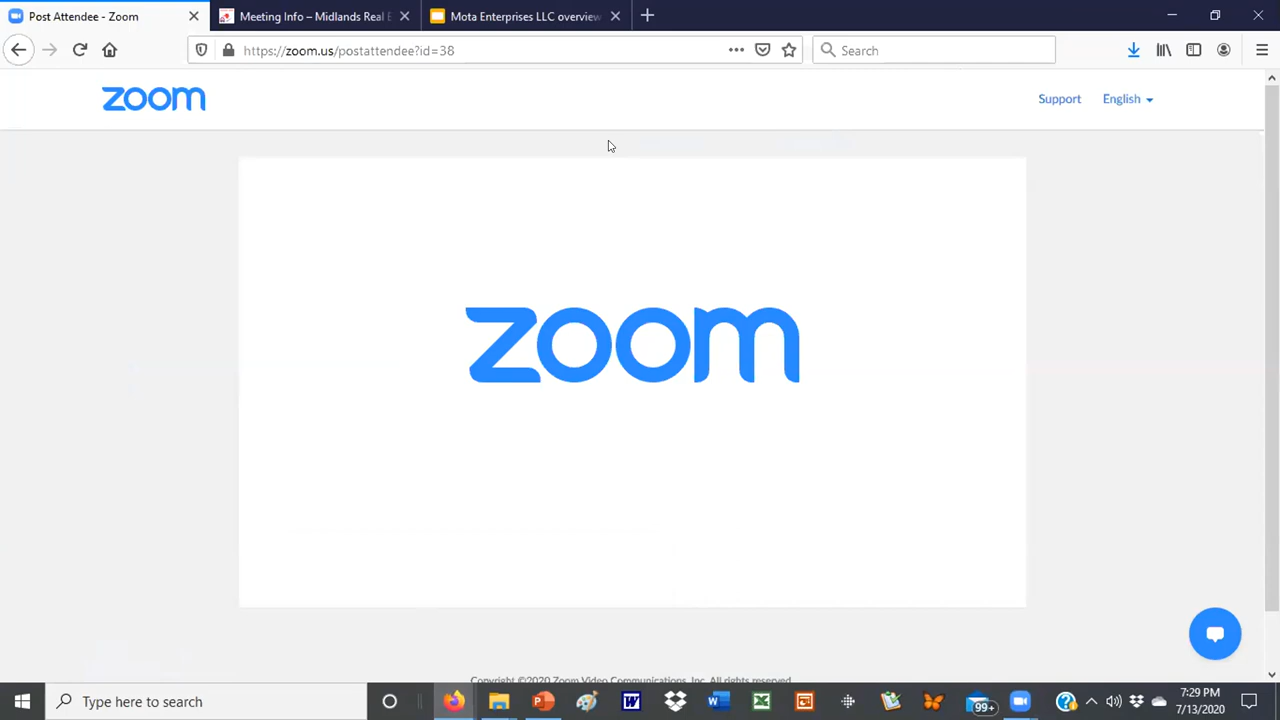 Post Attendee - Zoom
Meeting Info – Midlands Real E
Mota Enterprises LLC overview
https://zoom.us/postattendee?id=38
Search
zoom
Support
English
zoom
Copyright ©2020 Zoom Video Communications, Inc. All rights reserved.
Type here to search
99+
7:29 PM
7/13/2020